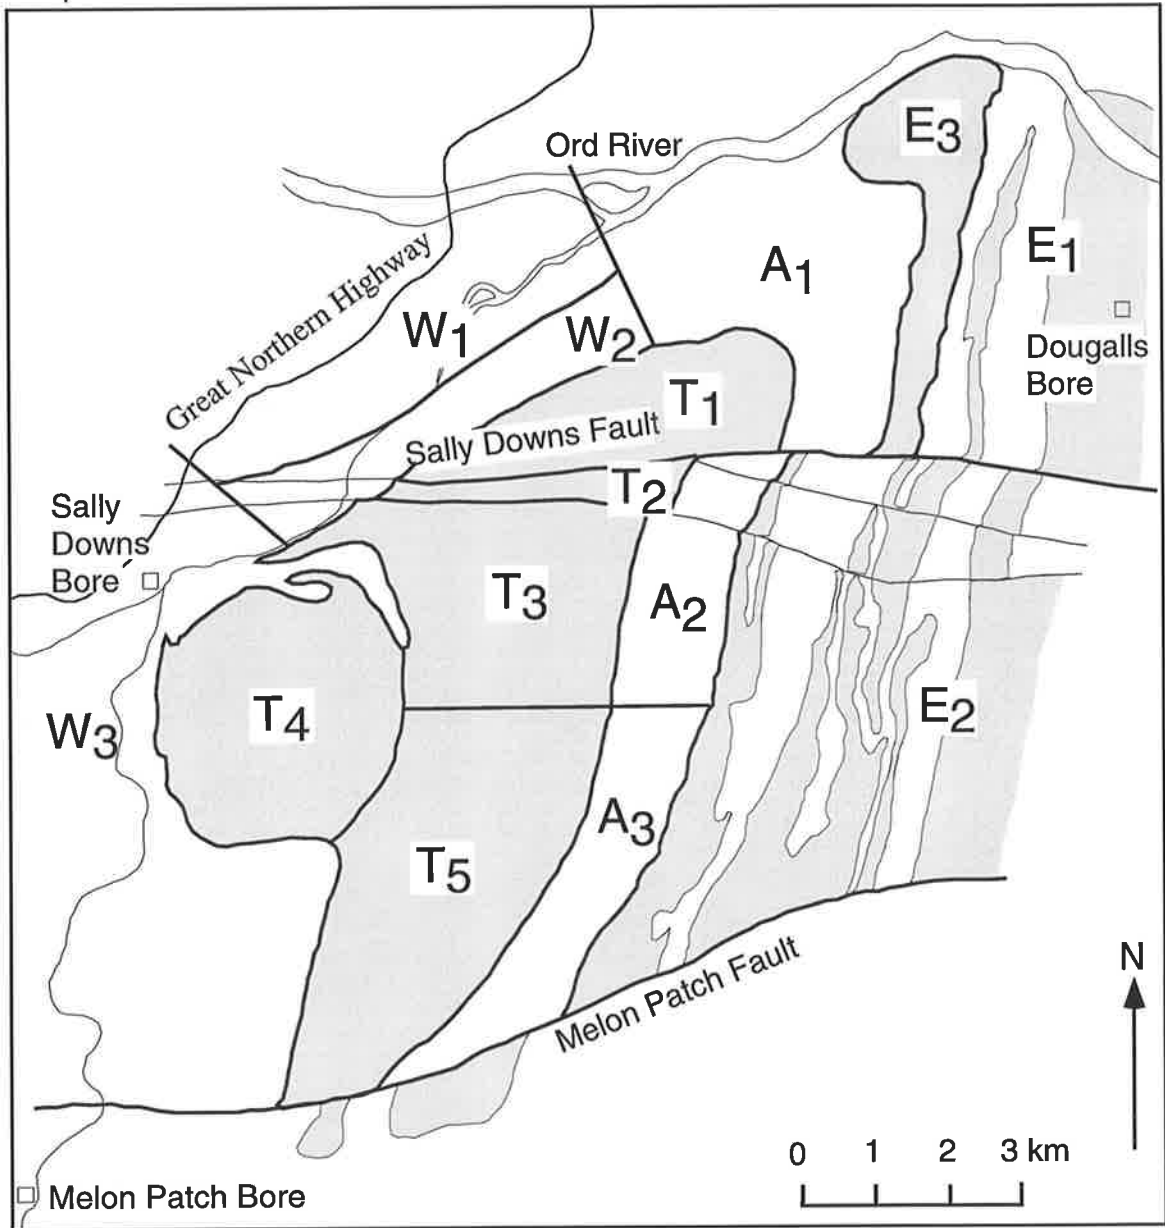 Ord River
E3
A1
E1
Great Northern Highway
W1
W2
Dougalls
Bore
T1
Sally Downs Fault
T2
Sally
Downs
Bore
T3
A2
T4
W3
E2
A3
T5
Melon Patch Fault
N
0 1 2 3 km
Melon Patch Bore